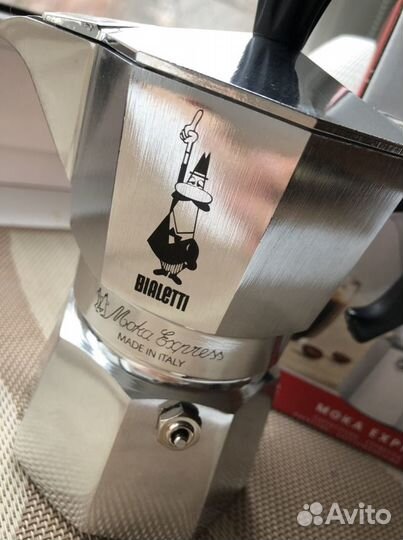 BIALETTI
Moka Express
MADE IN ITALY
MOKA EXP
Avito